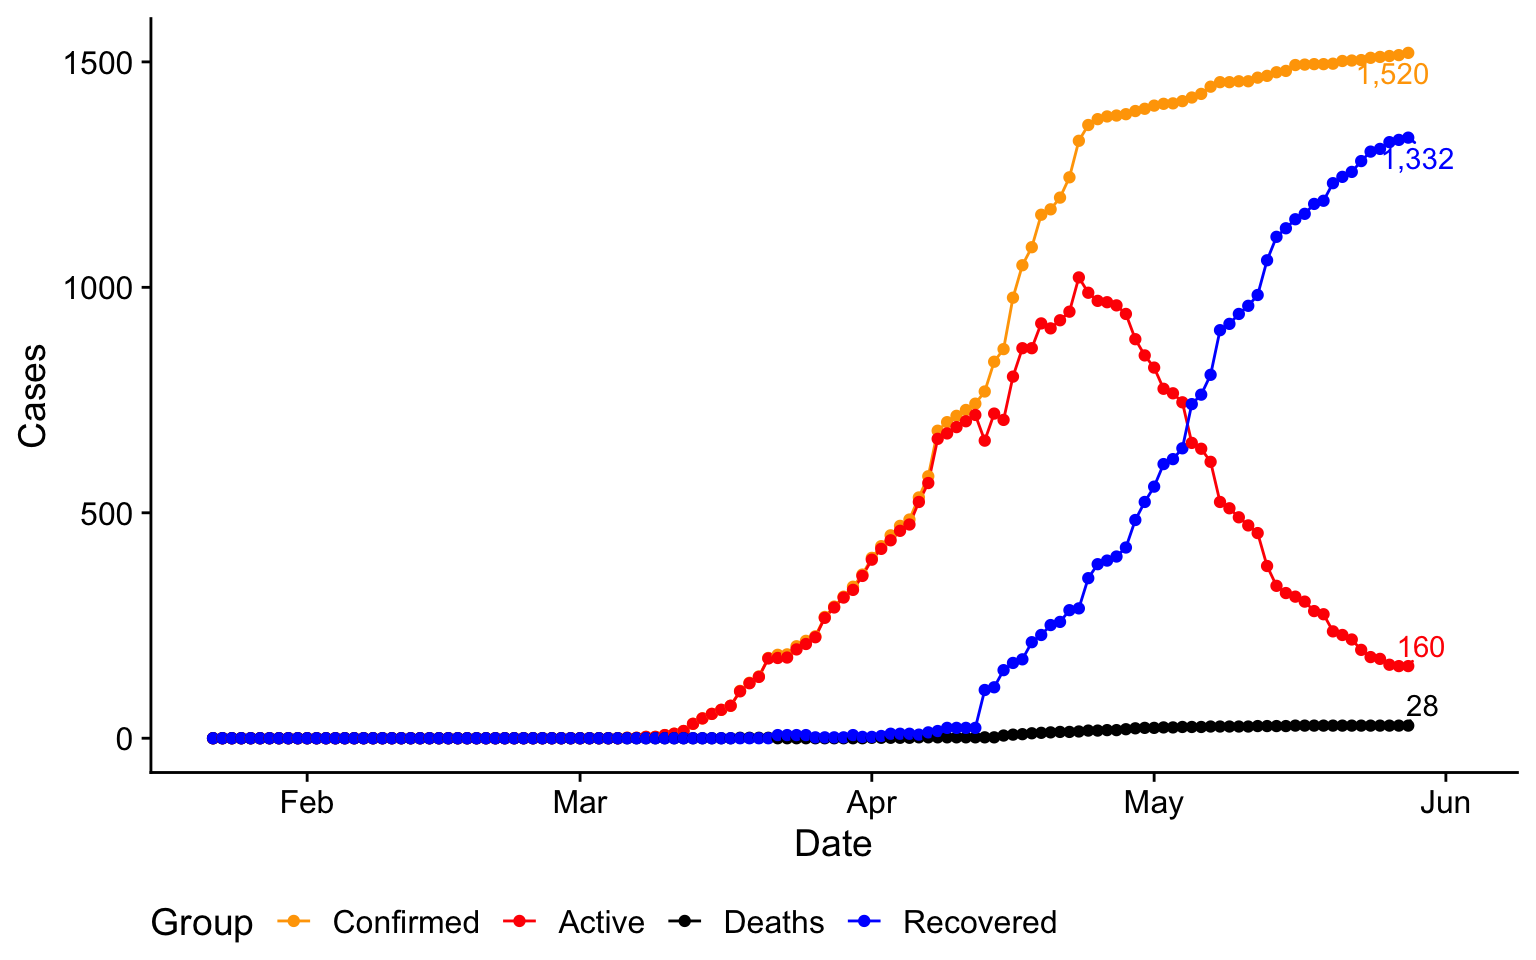 1500
1000
500
0
Cases
1,520
1,332
160
28
Feb Mar Apr May Jun
Date
Group Confirmed Active Deaths Recovered